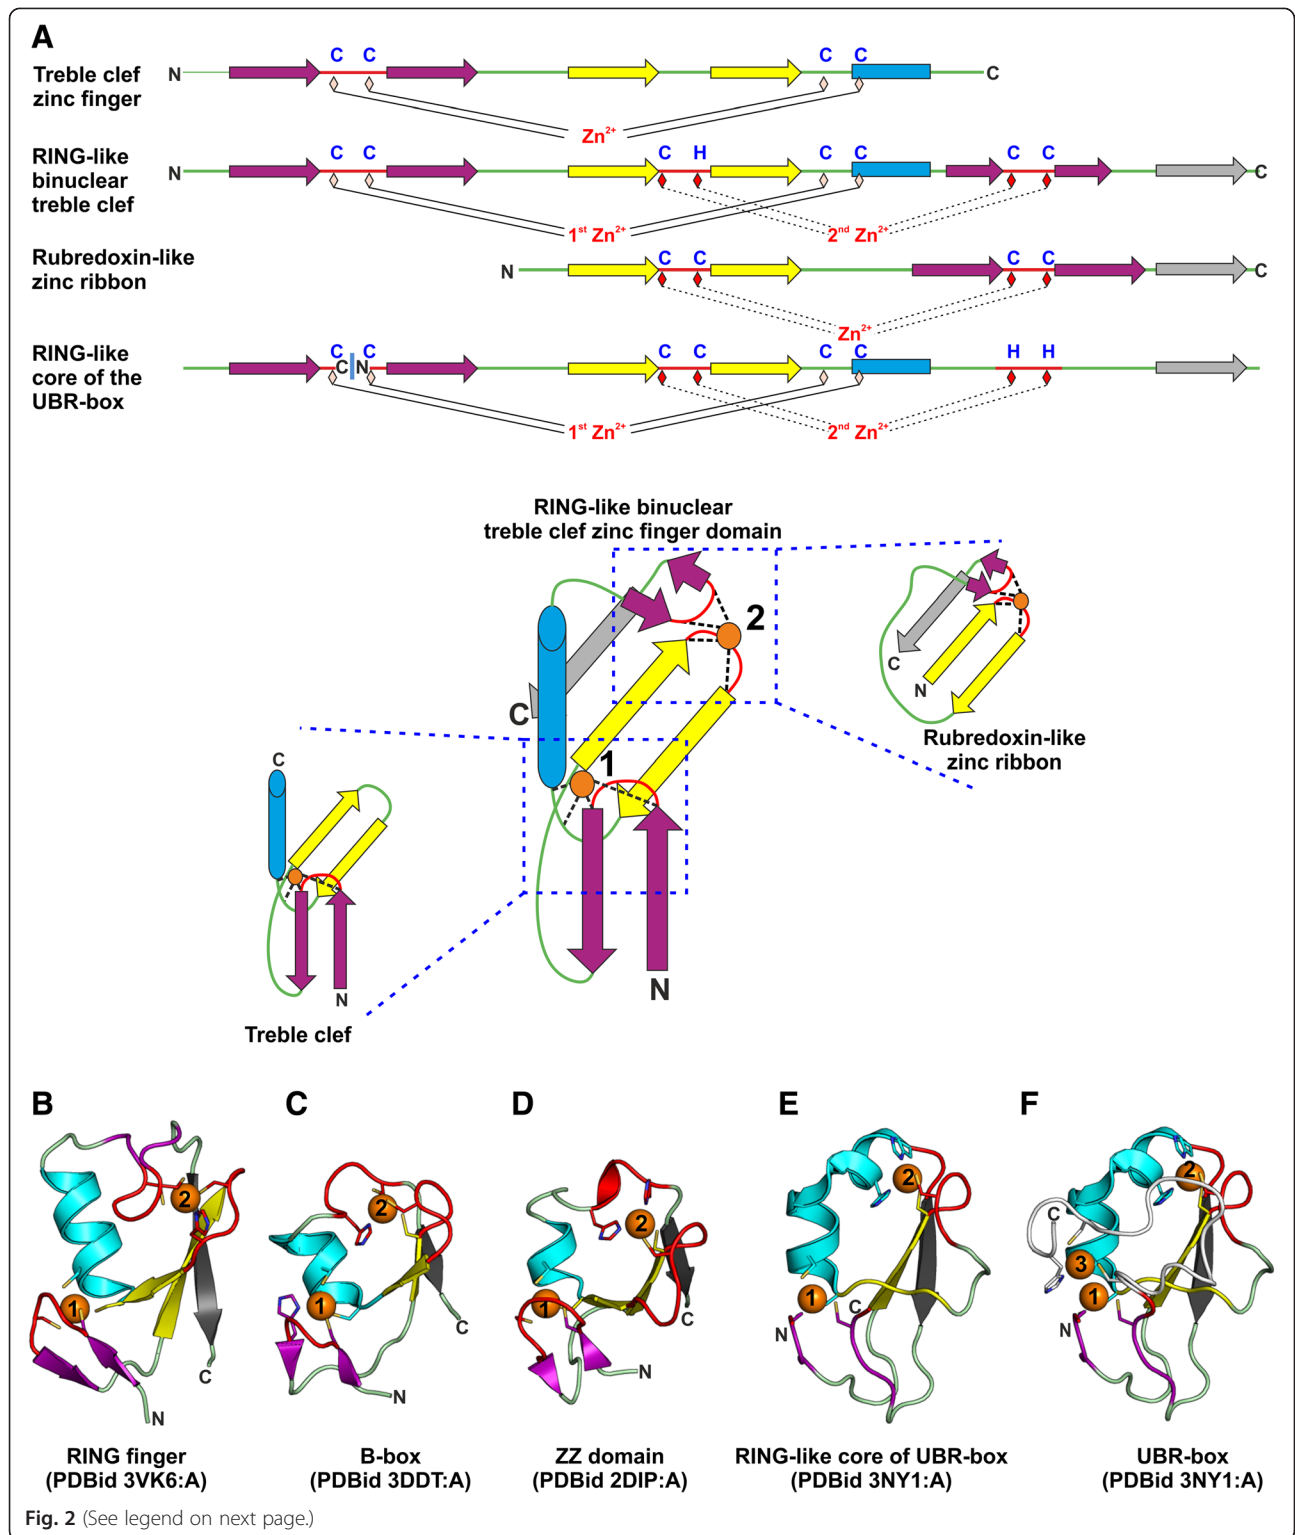 A
C C C C
Treble clef
zinc finger
N
C
Zn2+
RING-like
binuclear
treble clef
C C C H C C C C
N
C
1st Zn2+ 2nd Zn2+
Rubredoxin-like
zinc ribbon
C C C C
N
C
Zn2+
RING-like
core of the
UBR-box
C C C C C C H H
C N
1st Zn2+ 2nd Zn2+
RING-like binuclear
treble clef zinc finger domain
2
C
1
N
C
N
Rubredoxin-like
zinc ribbon
C
N
Treble clef
B
C
D
E
F
2
1
C
N
2
1
C
N
2
1
C
N
2
1
C
N
2
C
3
1
N
RING finger
(PDBid 3VK6:A)
B-box
(PDBid 3DDT:A)
ZZ domain
(PDBid 2DIP:A)
RING-like core of UBR-box
(PDBid 3NY1:A)
UBR-box
(PDBid 3NY1:A)
Fig. 2 (See legend on next page.)